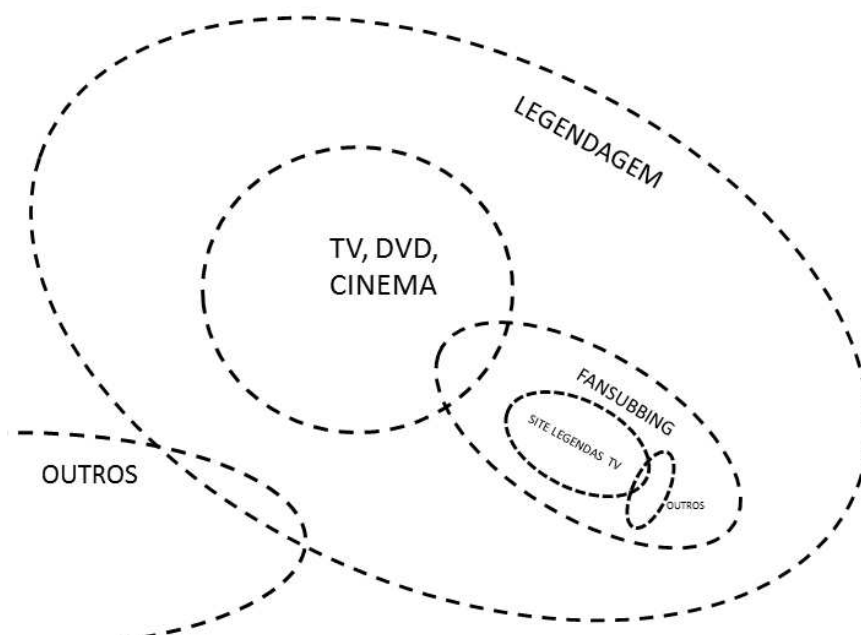 LEGENDAGEM
TV, DVD,
CINEMA
FANSUBBING
SITE LEGENDAS TV
OUTROS
OUTROS